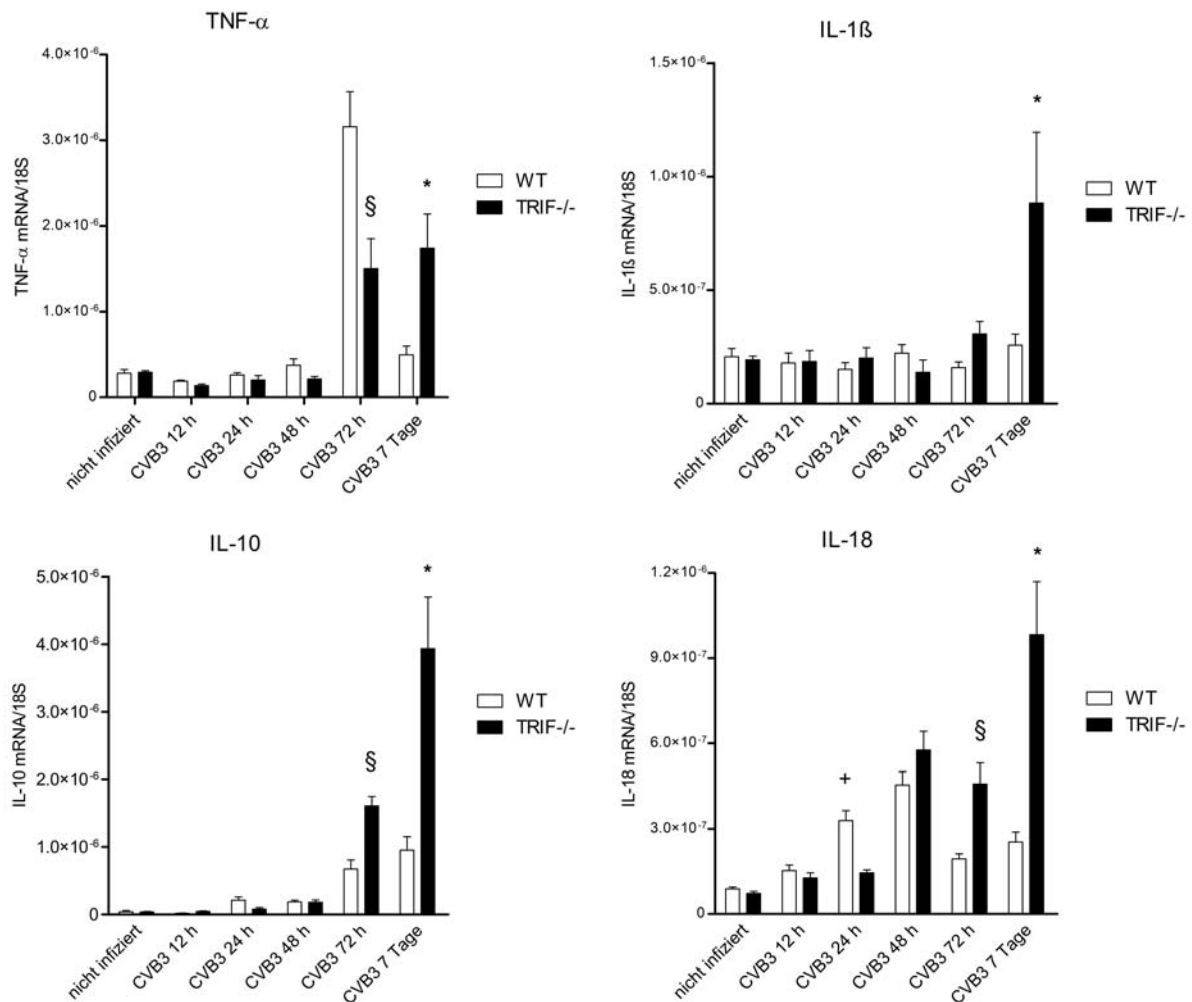 TNF-α
4.0×10⁻⁶
3.0×10⁻⁶
2.0×10⁻⁶
1.0×10⁻⁶
0
TNF-α mRNA/18S
§
*
WT
TRIF-/-
nicht infiziert
CVB3 12 h
CVB3 24 h
CVB3 48 h
CVB3 72 h
CVB3 7 Tage
IL-1ß
1.5×10⁻⁶
1.0×10⁻⁶
5.0×10⁻⁷
0
IL-1ß mRNA/18S
*
WT
TRIF-/-
nicht infiziert
CVB3 12 h
CVB3 24 h
CVB3 48 h
CVB3 72 h
CVB3 7 Tage
IL-10
5.0×10⁻⁶
4.0×10⁻⁶
3.0×10⁻⁶
2.0×10⁻⁶
1.0×10⁻⁶
0
IL-10 mRNA/18S
§
*
WT
TRIF-/-
nicht infiziert
CVB3 12 h
CVB3 24 h
CVB3 48 h
CVB3 72 h
CVB3 7 Tage
IL-18
1.2×10⁻⁶
9.0×10⁻⁷
6.0×10⁻⁷
3.0×10⁻⁷
0
IL-18 mRNA/18S
+
§
*
WT
TRIF-/-
nicht infiziert
CVB3 12 h
CVB3 24 h
CVB3 48 h
CVB3 72 h
CVB3 7 Tage